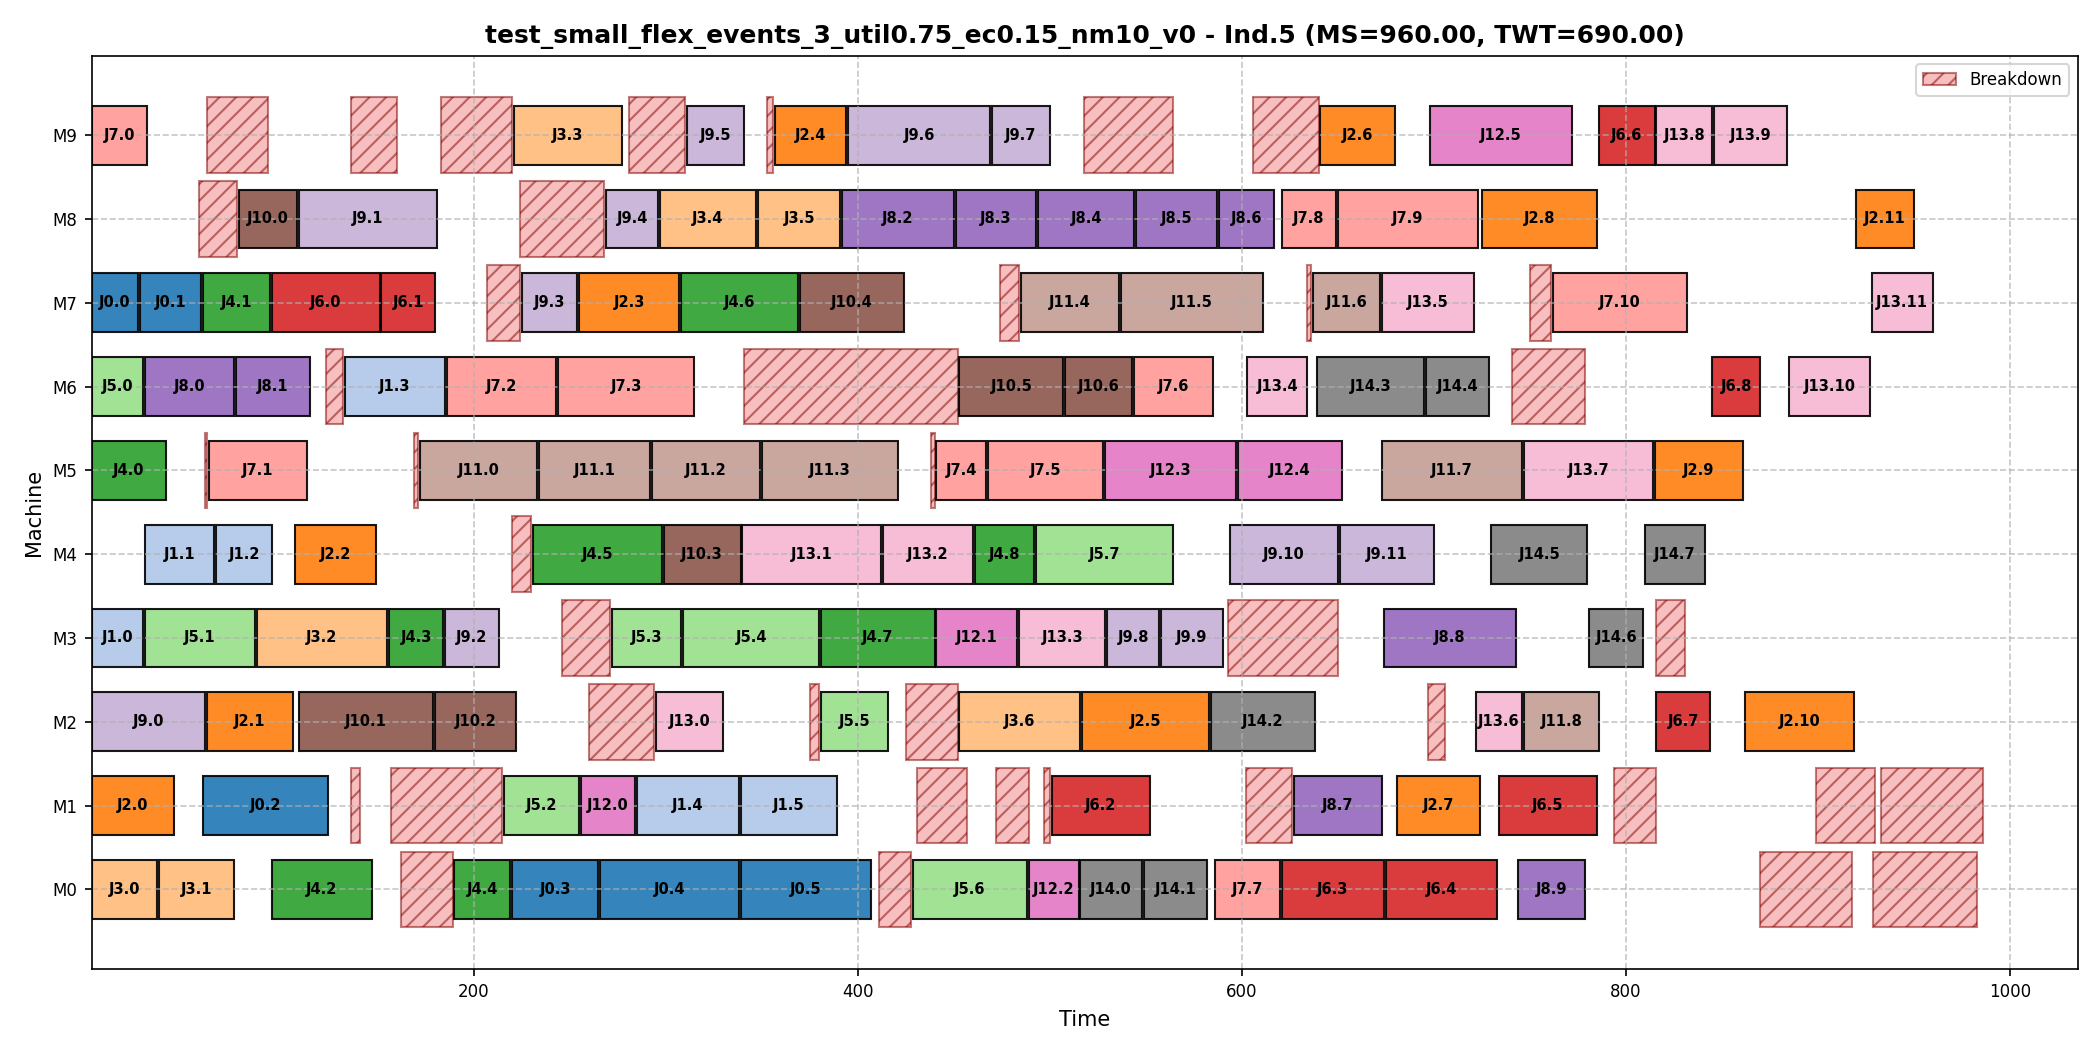 test_small_flex_events_3_util0.75_ec0.15_nm10_v0 - Ind.5 (MS=960.00, TWT=690.00)
Breakdown
M9 J7.0 J3.3 J9.5 J2.4 J9.6 J9.7 J2.6 J12.5 J6.6 J13.8 J13.9
M8 J10.0 J9.1 J9.4 J3.4 J3.5 J8.2 J8.3 J8.4 J8.5 J8.6 J7.8 J7.9 J2.8 J2.11
M7 J0.0 J0.1 J4.1 J6.0 J6.1 J9.3 J2.3 J4.6 J10.4 J11.4 J11.5 J11.6 J13.5 J7.10 J13.11
M6 J5.0 J8.0 J8.1 J1.3 J7.2 J7.3 J10.5 J10.6 J7.6 J13.4 J14.3 J14.4 J6.8 J13.10
M5 J4.0 J7.1 J11.0 J11.1 J11.2 J11.3 J7.4 J7.5 J12.3 J12.4 J11.7 J13.7 J2.9
M4 J1.1 J1.2 J2.2 J4.5 J10.3 J13.1 J13.2 J4.8 J5.7 J9.10 J9.11 J14.5 J14.7
M3 J1.0 J5.1 J3.2 J4.3 J9.2 J5.3 J5.4 J4.7 J12.1 J13.3 J9.8 J9.9 J8.8 J14.6
M2 J9.0 J2.1 J10.1 J10.2 J13.0 J5.5 J3.6 J2.5 J14.2 J13.6 J11.8 J6.7 J2.10
M1 J2.0 J0.2 J5.2 J12.0 J1.4 J1.5 J6.2 J8.7 J2.7 J6.5
M0 J3.0 J3.1 J4.2 J4.4 J0.3 J0.4 J0.5 J5.6 J12.2 J14.0 J14.1 J7.7 J6.3 J6.4 J8.9
Machine
200 400 600 800 1000
Time